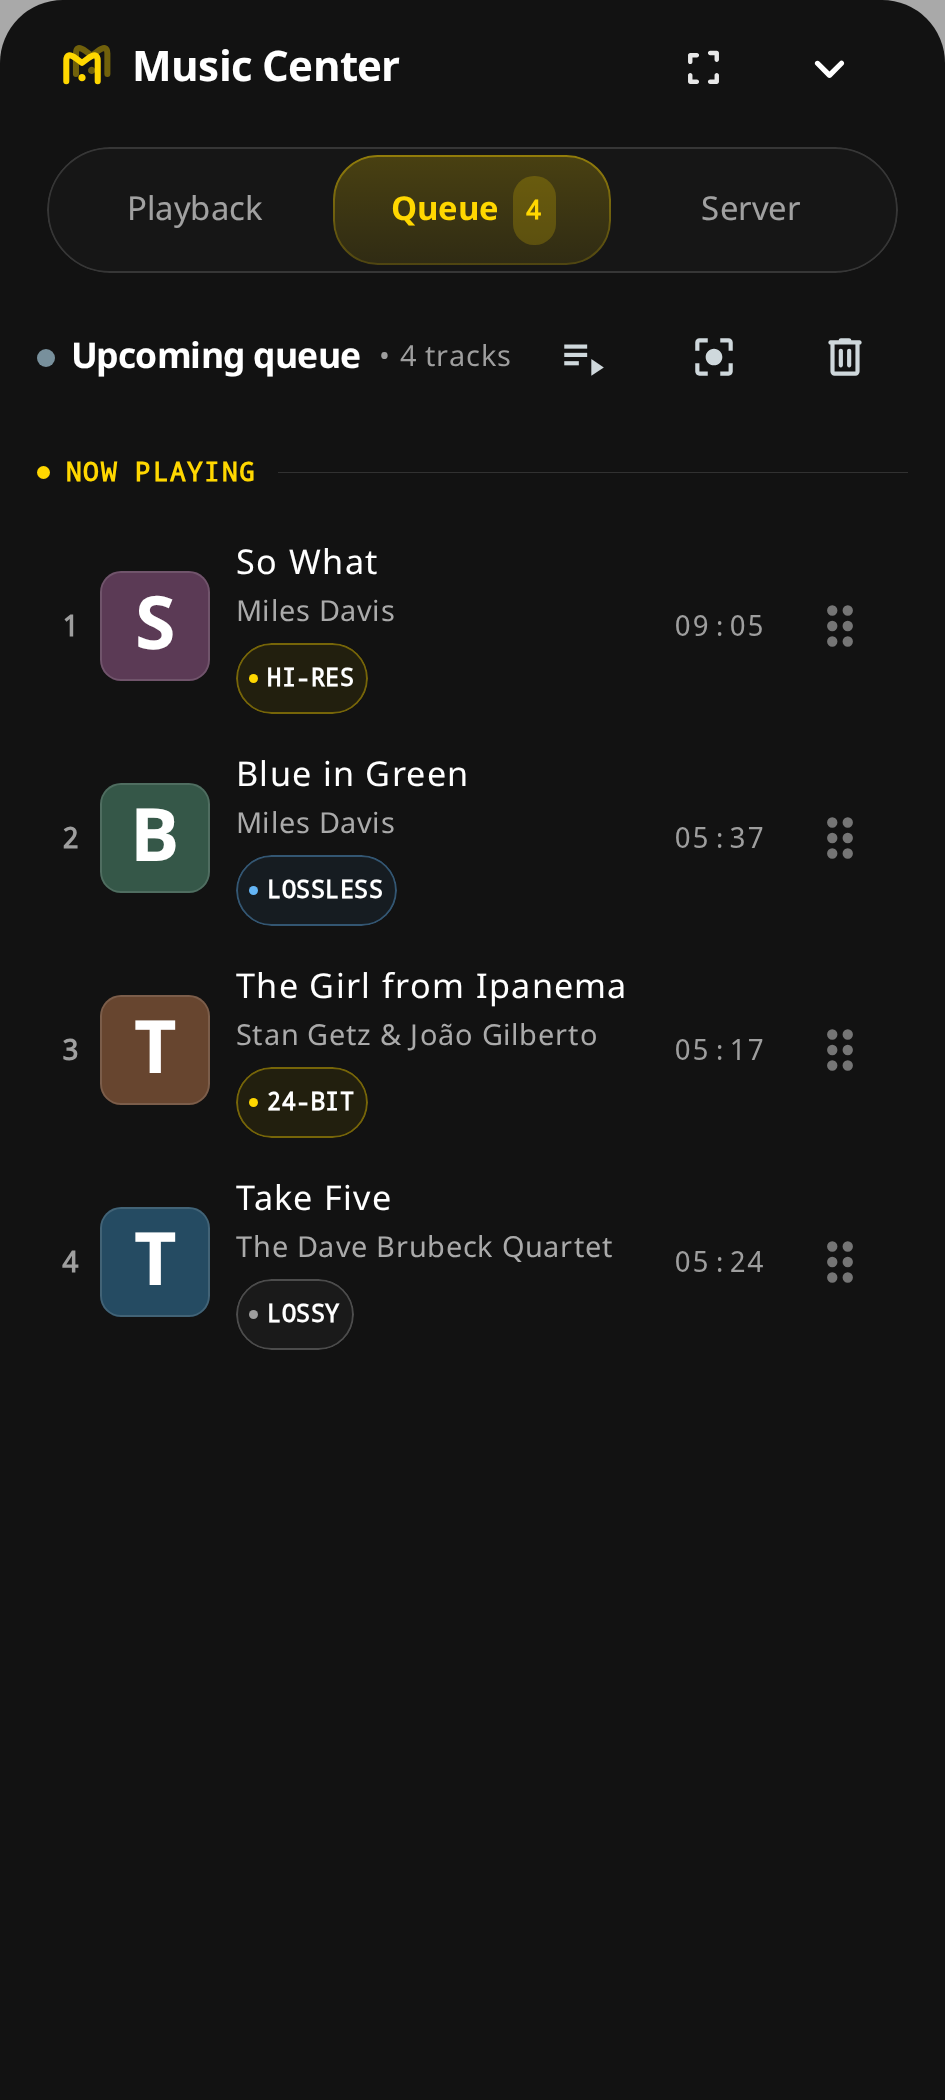 Music Center
Playback Queue 4 Server
Upcoming queue • 4 tracks
NOW PLAYING
So What
1 S Miles Davis 09:05
HI-RES
Blue in Green
2 B Miles Davis 05:37
LOSSLESS
The Girl from Ipanema
3 T Stan Getz & João Gilberto 05:17
24-BIT
Take Five
4 T The Dave Brubeck Quartet 05:24
LOSSY